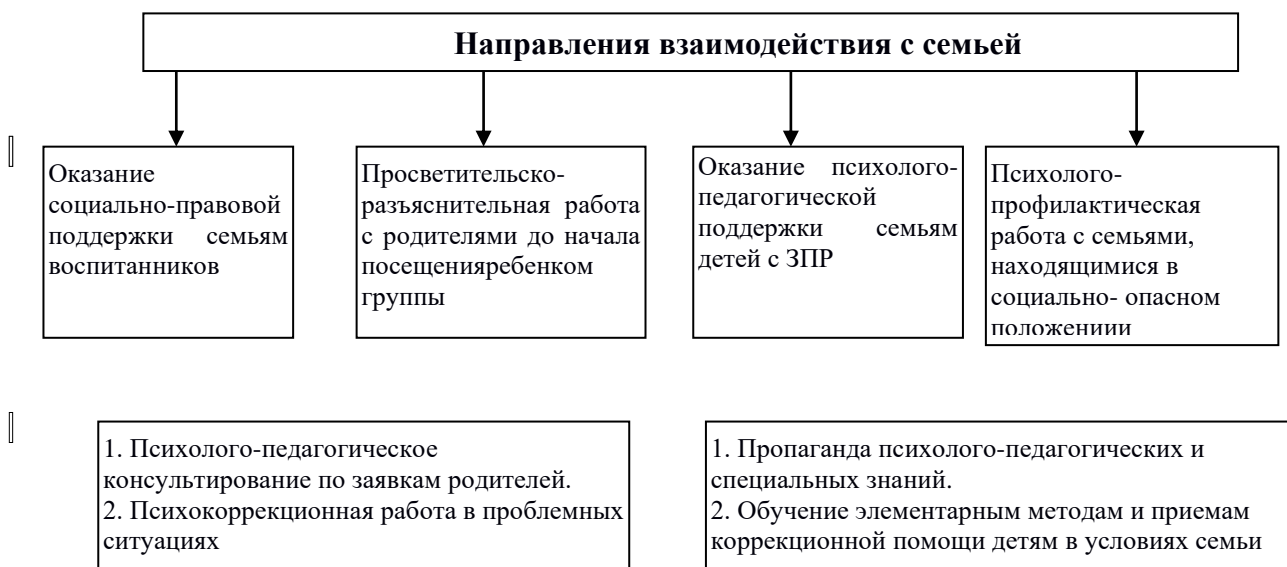 Направления взаимодействия с семьей
Оказание
социально-правовой
поддержки семьям
воспитанников
Просветительско-
разъяснительная работа
с родителями до начала
посещенияребенком
группы
Оказание психолого-
педагогической
поддержки семьям
детей с ЗПР
Психолого-
профилактическая
работа с семьями,
находящимися в
социально- опасном
положениии
1. Психолого-педагогическое
консультирование по заявкам родителей.
2. Психокоррекционная работа в проблемных
ситуациях
1. Пропаганда психолого-педагогических и
специальных знаний.
2. Обучение элементарным методам и приемам
коррекционной помощи детям в условиях семьи